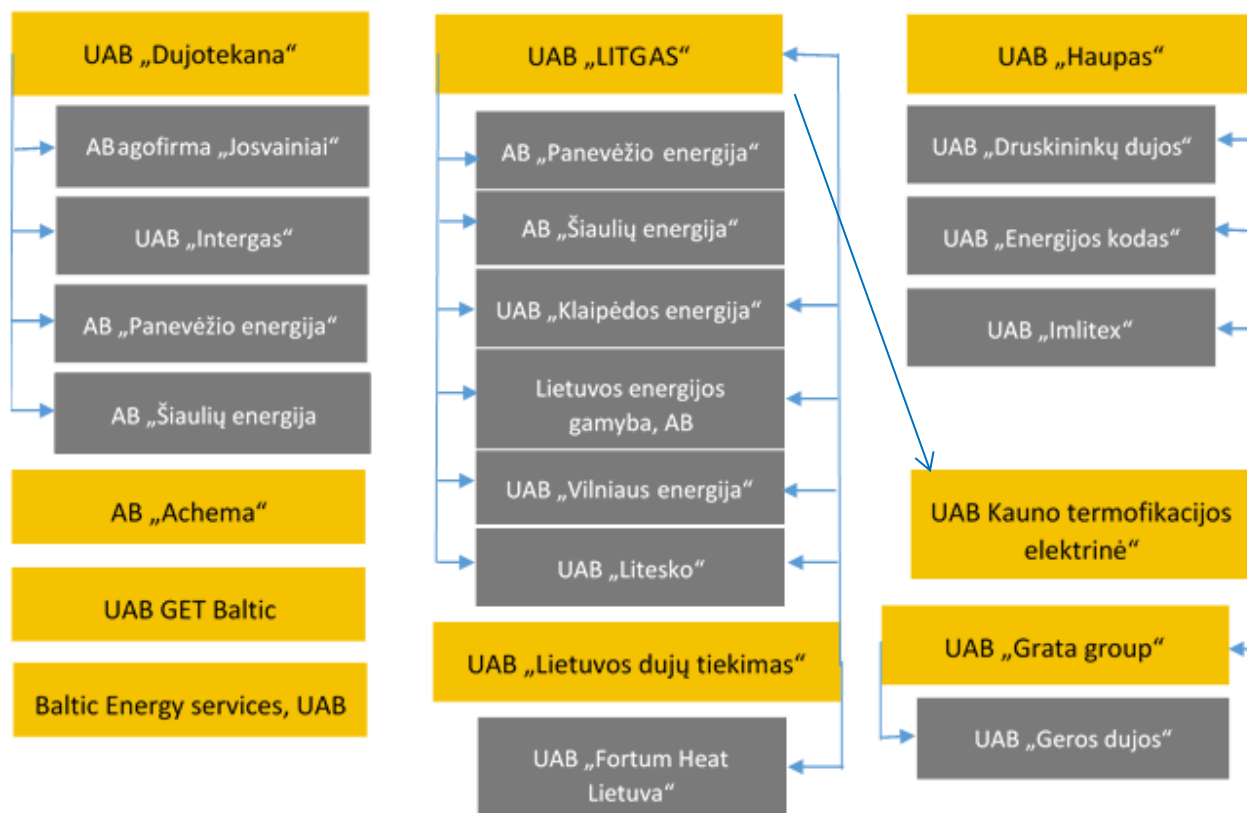 UAB „Dujotekana“
AB agofirma „Josvainiai“
UAB „Intergas“
AB „Panevėžio energija“
AB „Šiaulių energija
AB „Achema“
UAB GET Baltic
Baltic Energy services, UAB
UAB „LITGAS“
AB „Panevėžio energija“
AB „Šiaulių energija“
UAB „Klaipėdos energija“
Lietuvos energijos
gamyba, AB
UAB „Vilniaus energija“
UAB „Litesko“
UAB „Lietuvos dujų tiekimas“
UAB „Fortum Heat
Lietuva“
UAB „Haupas“
UAB „Druskininkų dujos“
UAB „Energijos kodas“
UAB „Imlitex“
UAB Kauno termofikacijos
elektrinė“
UAB „Grata group“
UAB „Geros dujos“